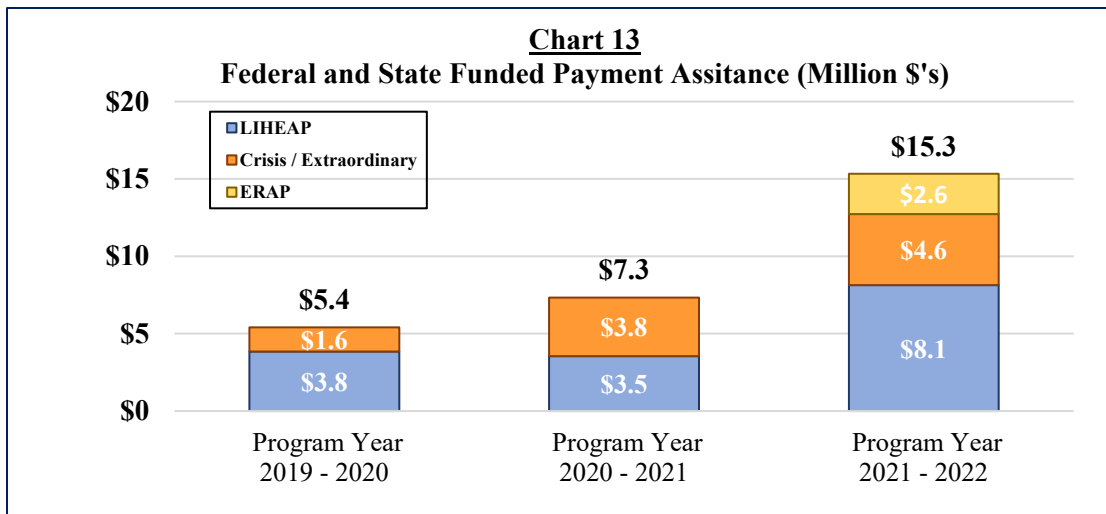 Chart 13
Federal and State Funded Payment Assitance (Million $'s)
$20
$15
$10
$5
$0
LIHEAP
Crisis / Extraordinary
ERAP
$5.4
$1.6
$3.8
$7.3
$3.8
$3.5
$15.3
$2.6
$4.6
$8.1
Program Year
2019 - 2020
Program Year
2020 - 2021
Program Year
2021 - 2022